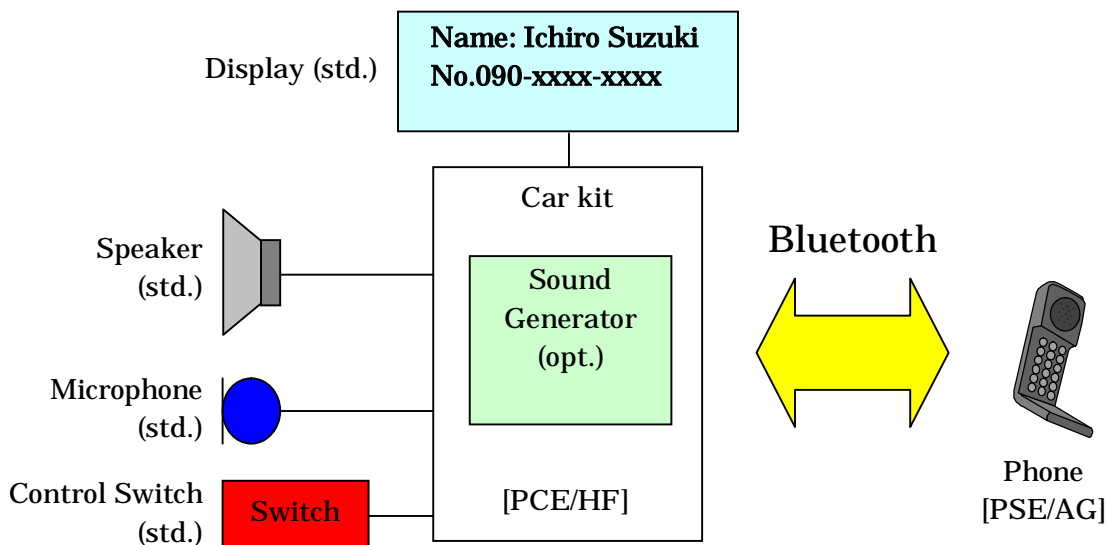 Name: Ichiro Suzuki
No.090-xxxx-xxxx
Display (std.)
Car kit
Speaker
(std.)
Sound
Generator
(opt.)
Bluetooth
Microphone
(std.)
Control Switch
(std.)
Switch
[PCE/HF]
Phone
[PSE/AG]